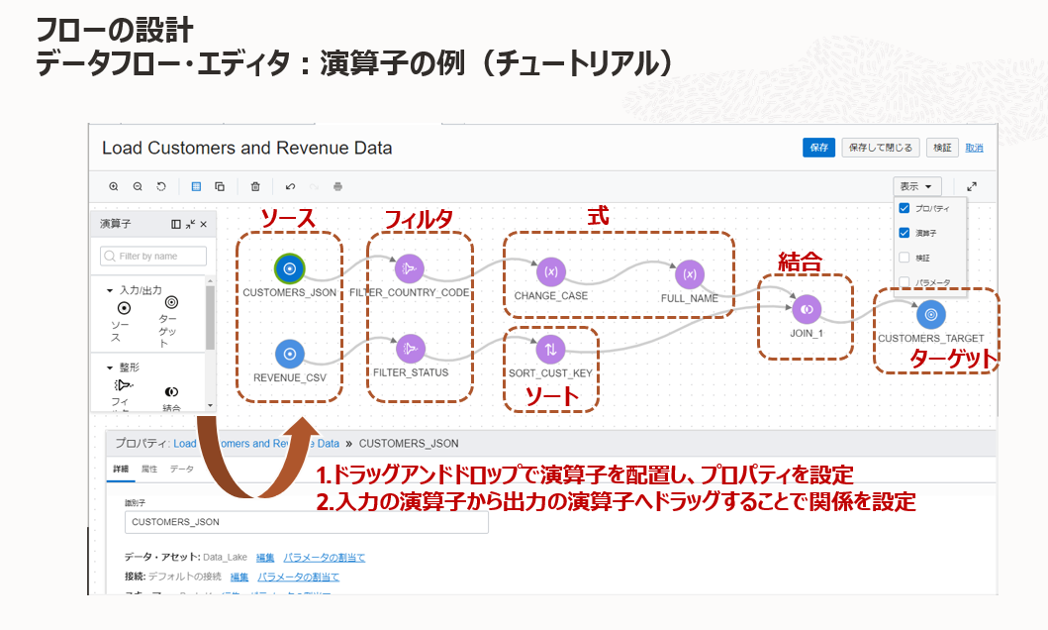 フローの設計
データフロー・エディタ：演算子の例（チュートリアル）
Load Customers and Revenue Data
保存 保存して閉じる 検証 取消
表示
プロパティ
演算子
検証
パラメータ
演算子
Filter by name
入力/出力
ソース
ターゲット
整形
フィルタ
結合
ソース
フィルタ
式
結合
CUSTOMERS_JSON
FILTER_COUNTRY_CODE
CHANGE_CASE
FULL_NAME
JOIN_1
CUSTOMERS_TARGET
ターゲット
REVENUE_CSV
FILTER_STATUS
SORT_CUST_KEY
ソート
プロパティ: Load Customers and Revenue Data » CUSTOMERS_JSON
詳細 属性 データ
1.ドラッグアンドドロップで演算子を配置し、プロパティを設定
2.入力の演算子から出力の演算子へドラッグすることで関係を設定
識別子
CUSTOMERS_JSON
データ・アセット: Data_Lake 編集 パラメータの割当て
接続: デフォルトの接続 編集 パラメータの割当て